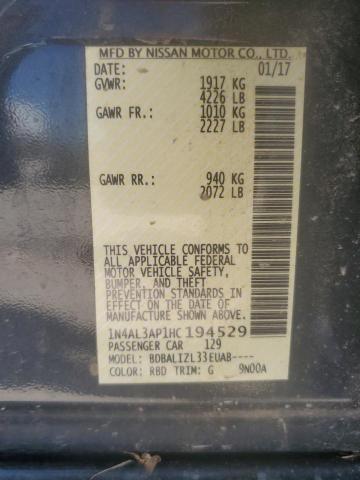 MFD BY NISSAN MOTOR CO., LTD.
DATE: 01/17
GVWR: 1917 KG
4226 LB
GAWR FR.: 1010 KG
2227 LB
GAWR RR.: 940 KG
2072 LB
THIS VEHICLE CONFORMS TO
ALL APPLICABLE FEDERAL
MOTOR VEHICLE SAFETY,
BUMPER, AND THEFT
PREVENTION STANDARDS IN
EFFECT ON THE DATE OF
MANUFACTURE SHOWN ABOVE.
1N4AL3AP1HC194529
PASSENGER CAR 129
MODEL: BDBALIZL33EUAB----
COLOR: RBD TRIM: G 9N00A